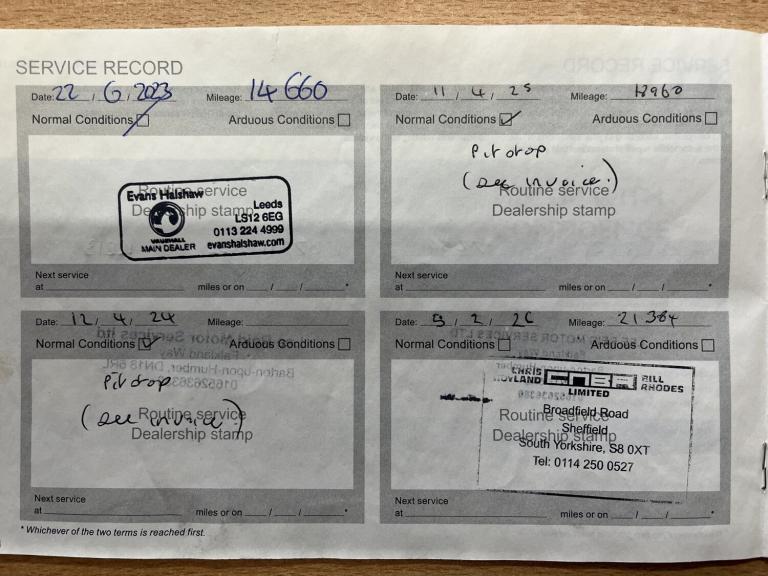 SERVICE RECORD
Date: 22 / 6 / 2023 Mileage: 14660
Normal Conditions Arduous Conditions
Routine service
Dealership stamp
Evans Halshaw
VAUXHALL
MAIN DEALER
Leeds
LS12 6EG
0113 224 4999
evanshalshaw.com
Next service
at miles or on / / *
Date: 11 / 4 / 25 Mileage:
Normal Conditions Arduous Conditions
Pit drop
(see invoice.)
Routine service
Dealership stamp
Next service
at miles or on / / *
Date: 12 / 4 / 24 Mileage:
Normal Conditions Arduous Conditions
Pit drop
(see invoice)
Routine service
Dealership stamp
Next service
at miles or on / / *
Date: / 2 / 26 Mileage: 21384
Normal Conditions Arduous Conditions
Routine service
Dealership stamp
CHRIS
HOYLAND
BILL
RHODES
LIMITED
Broadfield Road
Sheffield
South Yorkshire, S8 0XT
Tel: 0114 250 0527
Next service
at miles or on / / *
* Whichever of the two terms is reached first.